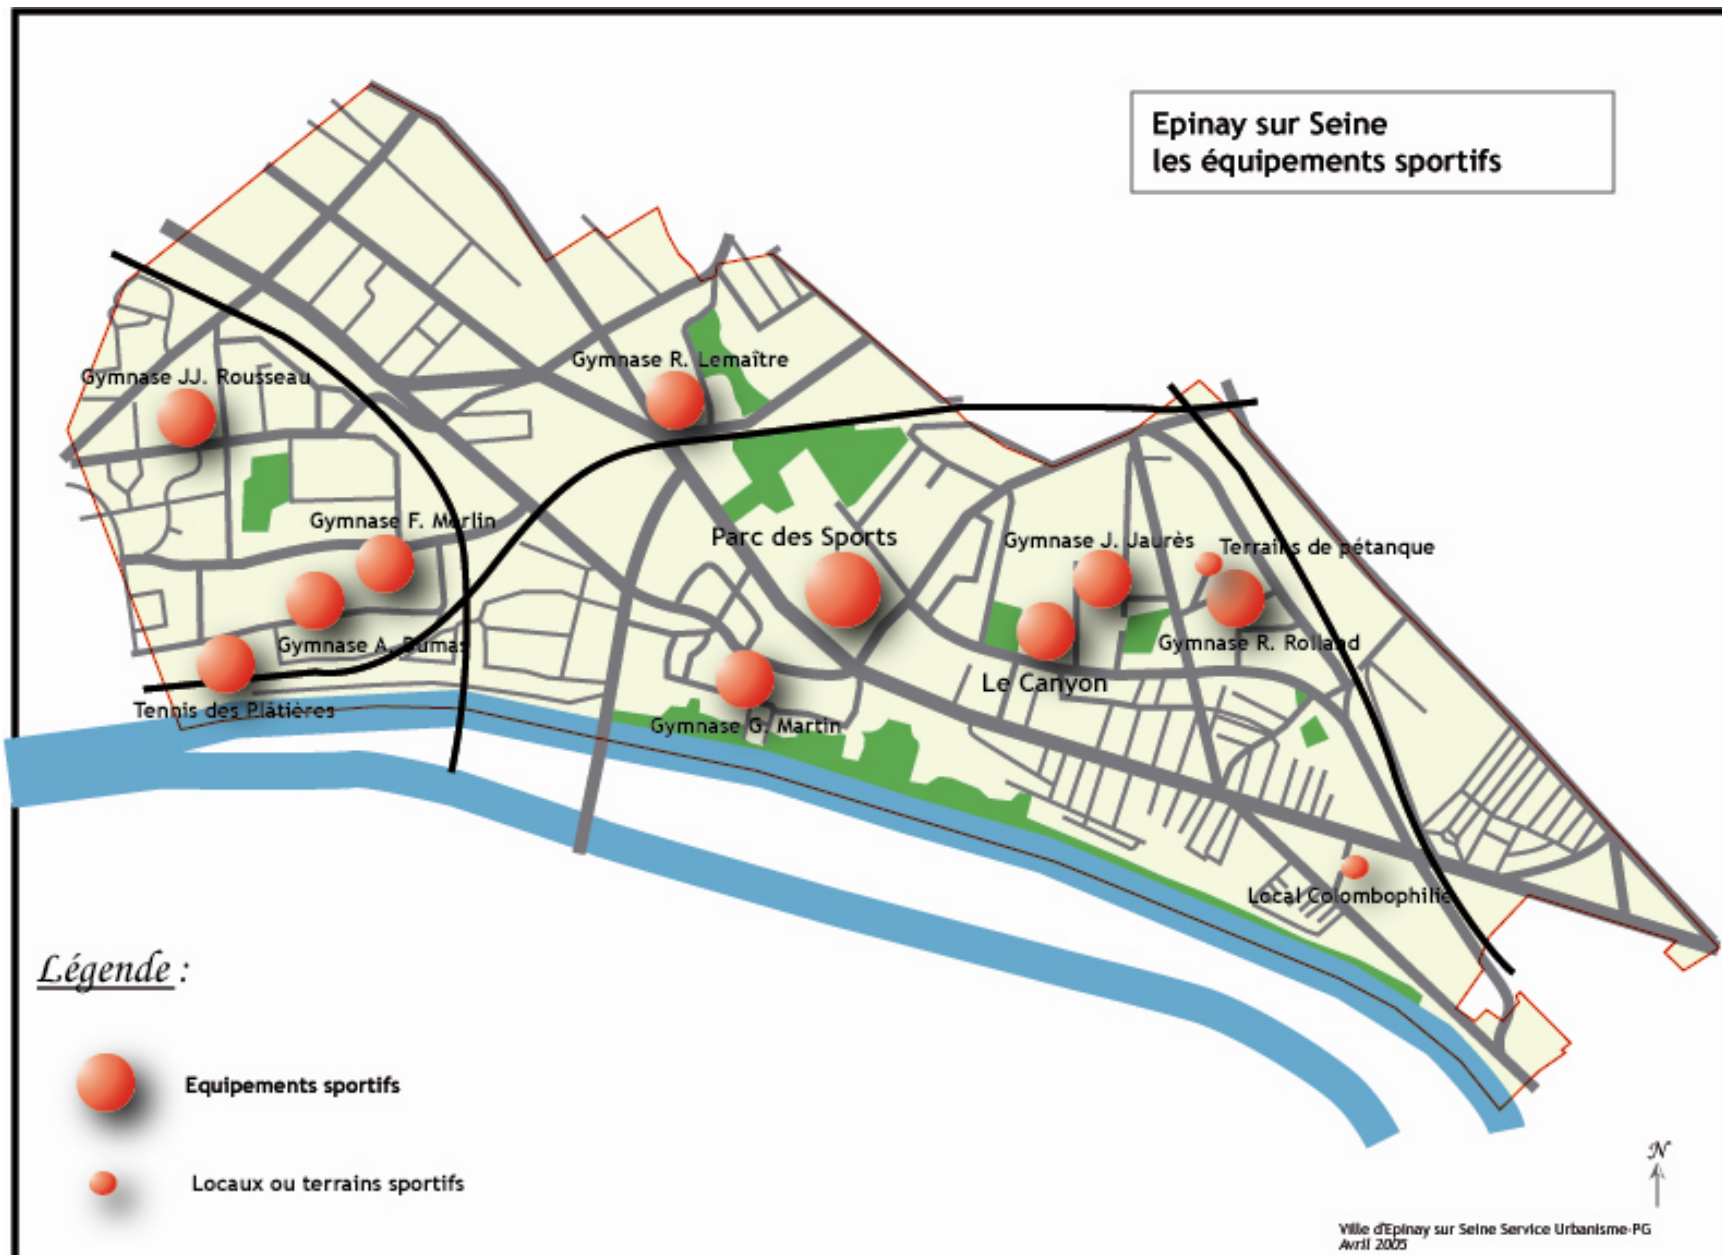 Epinay sur Seine
les équipements sportifs
Gymnase R. Lemaître
Gymnase JJ. Rousseau
Gymnase F. Merlin
Parc des Sports
Gymnase J. Jaurès
Terrains de pétanque
Gymnase A. Dumas
Gymnase R. Rolland
Le Canyon
Tennis des Plâtières
Gymnase G. Martin
Local Colombophilie
Légende :
Equipements sportifs
Locaux ou terrains sportifs
N
Ville d'Epinay sur Seine Service Urbanisme-PG
Avril 2005